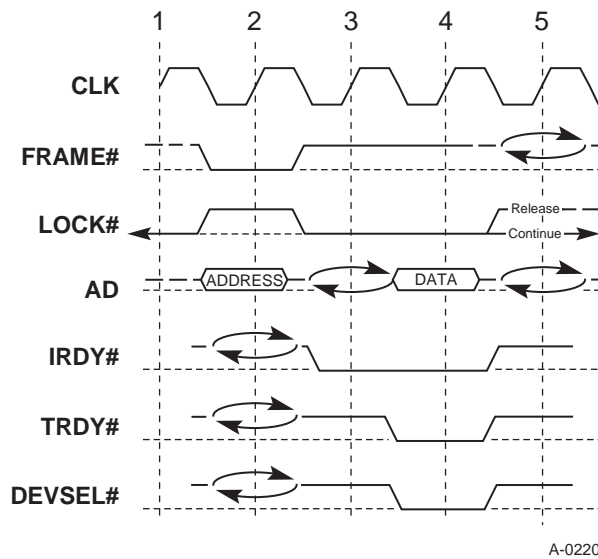 1 2 3 4 5
CLK
FRAME#
LOCK#
Release
Continue
AD
ADDRESS
DATA
IRDY#
TRDY#
DEVSEL#
A-0220